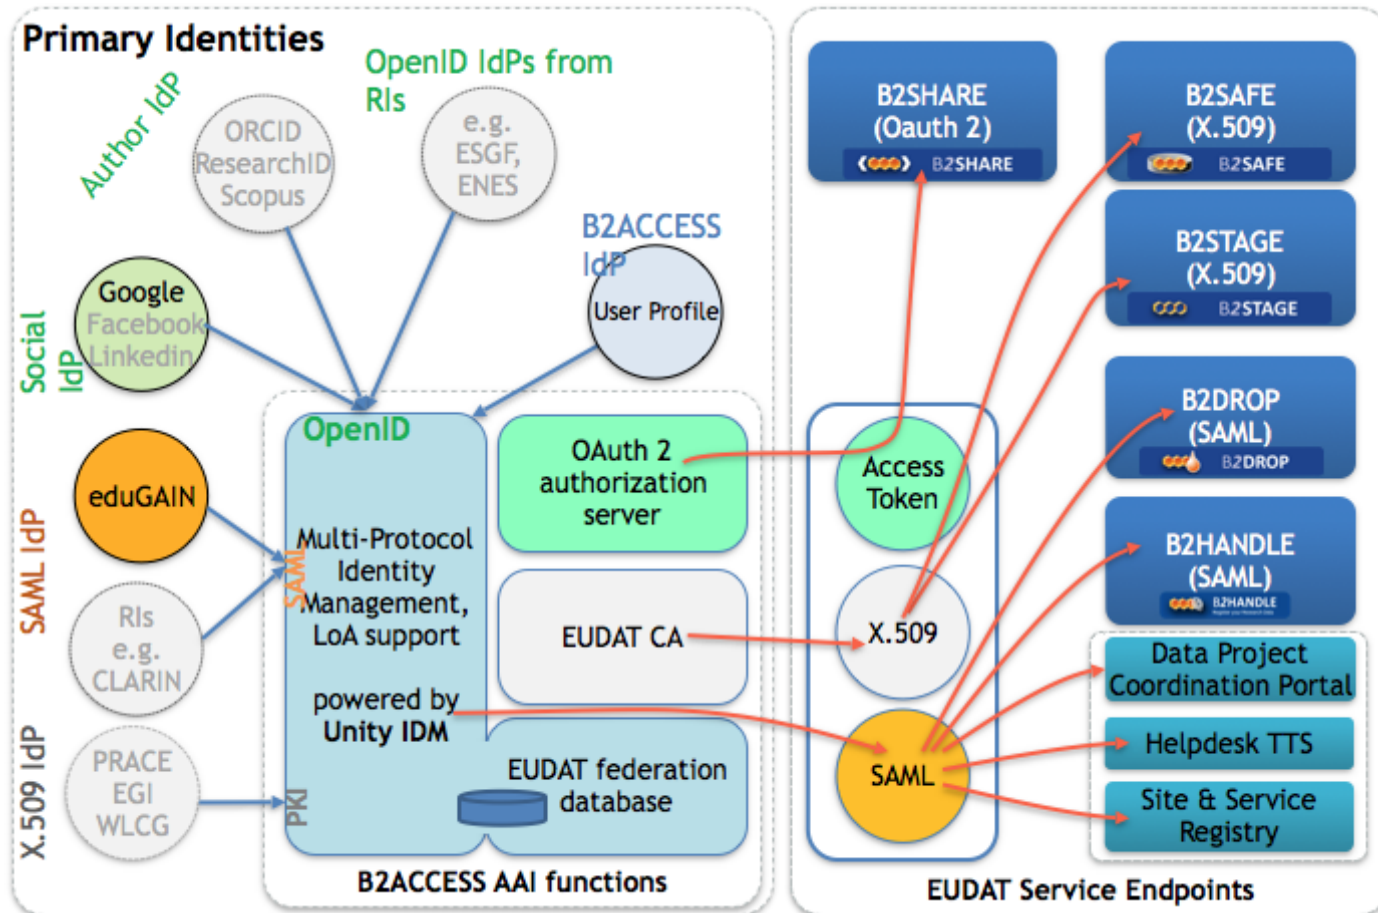 Primary Identities
Author IdP
OpenID IdPs from
RIs
ORCID
ResearchID
Scopus
e.g.
ESGF,
ENES
B2ACCESS
IdP
User Profile
Social
IdP
Google
Facebook
Linkedin
SAML IdP
eduGAIN
RIs
e.g.
CLARIN
X.509 IdP
PRACE
EGI
WLCG
OpenID
SAML
PKI
Multi-Protocol
Identity
Management,
LoA support
powered by
Unity IDM
OAuth 2
authorization
server
EUDAT CA
EUDAT federation
database
B2ACCESS AAI functions
B2SHARE
(Oauth 2)
B2SHARE
B2SAFE
(X.509)
B2SAFE
B2STAGE
(X.509)
B2STAGE
B2DROP
(SAML)
B2DROP
B2HANDLE
(SAML)
B2HANDLE
Access
Token
X.509
SAML
Data Project
Coordination Portal
Helpdesk TTS
Site & Service
Registry
EUDAT Service Endpoints